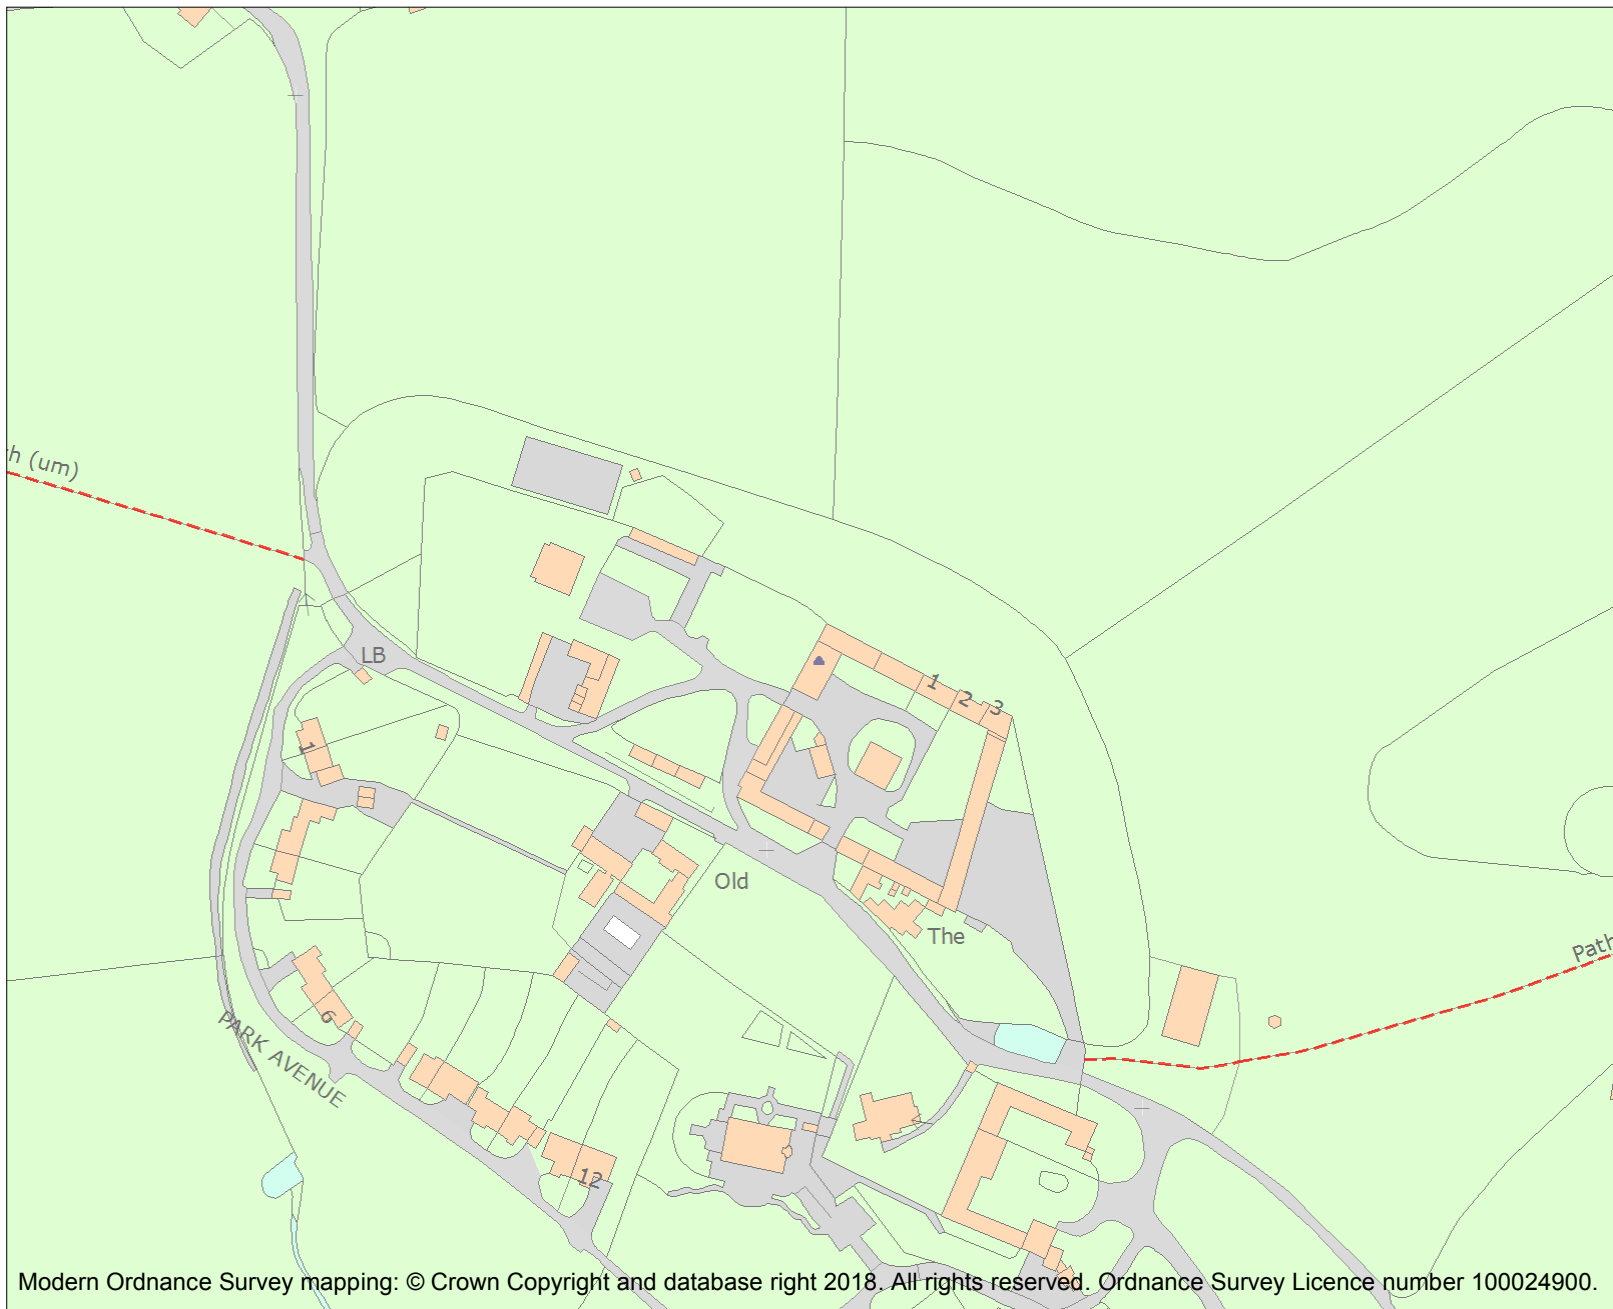 h (um)
LB
1
2
3
1
Old
The
Path
6
PARK AVENUE
12
Modern Ordnance Survey mapping: © Crown Copyright and database right 2018. All rights reserved. Ordnance Survey Licence number 100024900.